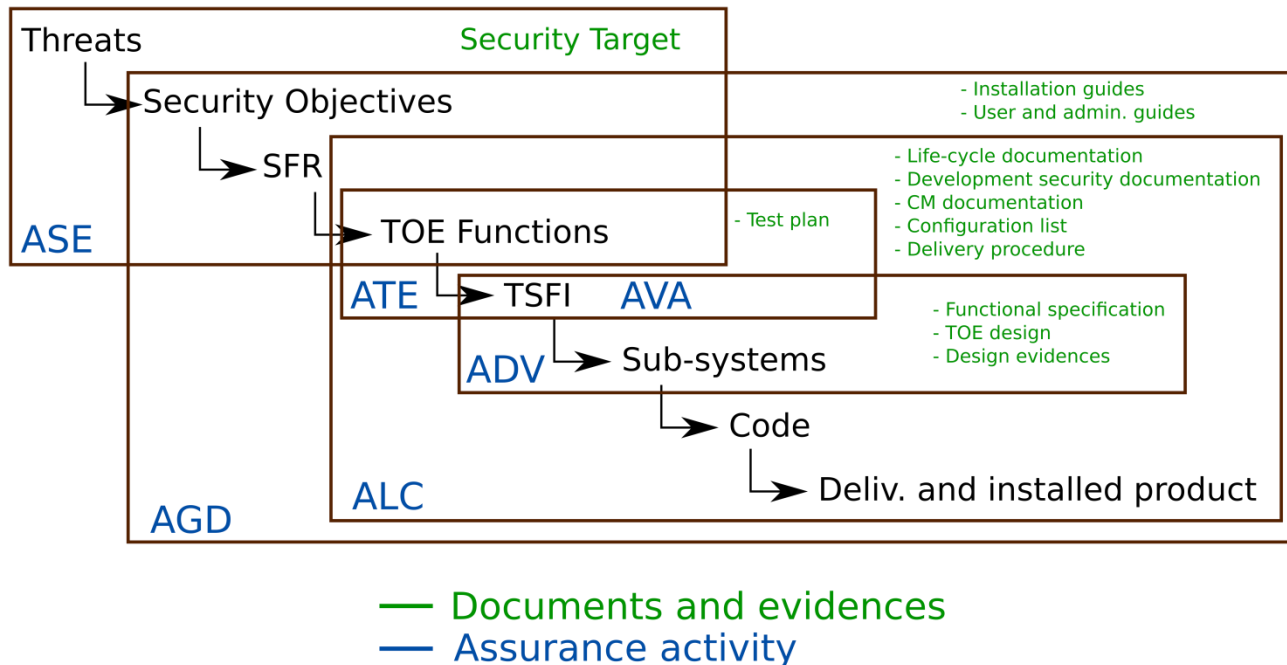 Threats
Security Target
Security Objectives
- Installation guides
- User and admin. guides
SFR
- Life-cycle documentation
- Development security documentation
- CM documentation
- Configuration list
- Delivery procedure
TOE Functions
- Test plan
ASE
ATE
TSFI
AVA
- Functional specification
- TOE design
- Design evidences
Sub-systems
ADV
Code
Deliv. and installed product
ALC
AGD
Documents and evidences
Assurance activity